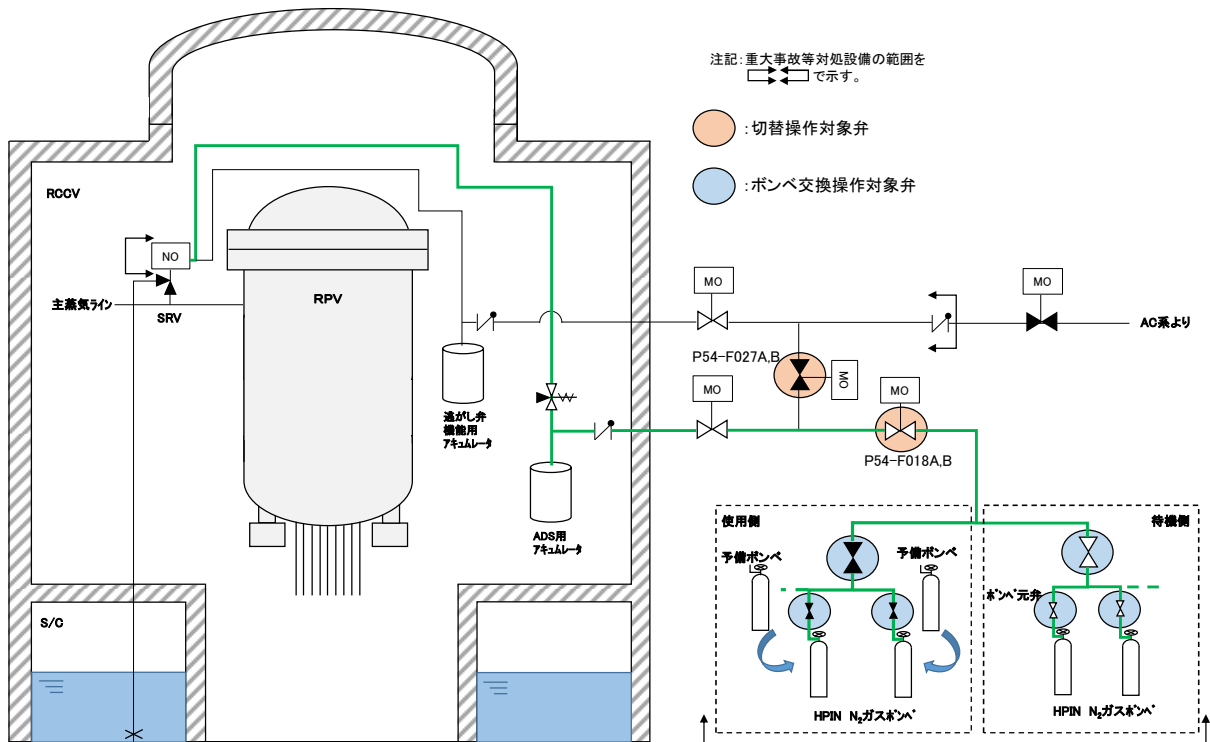 注記:重大事故等対処設備の範囲を
で示す。
:切替操作対象弁
:ボンベ交換操作対象弁
RCCV
NO
主蒸気ライン
SRV
RPV
逃がし弁
機能用
アキュムレータ
ADS用
アキュムレータ
MO
MO
AC系より
P54-F027A,B
MO
MO
MO
P54-F018A,B
使用側
待機側
予備ボンベ
予備ボンベ
ボンベ元弁
HPIN N₂ガスボンベ
HPIN N₂ガスボンベ
S/C